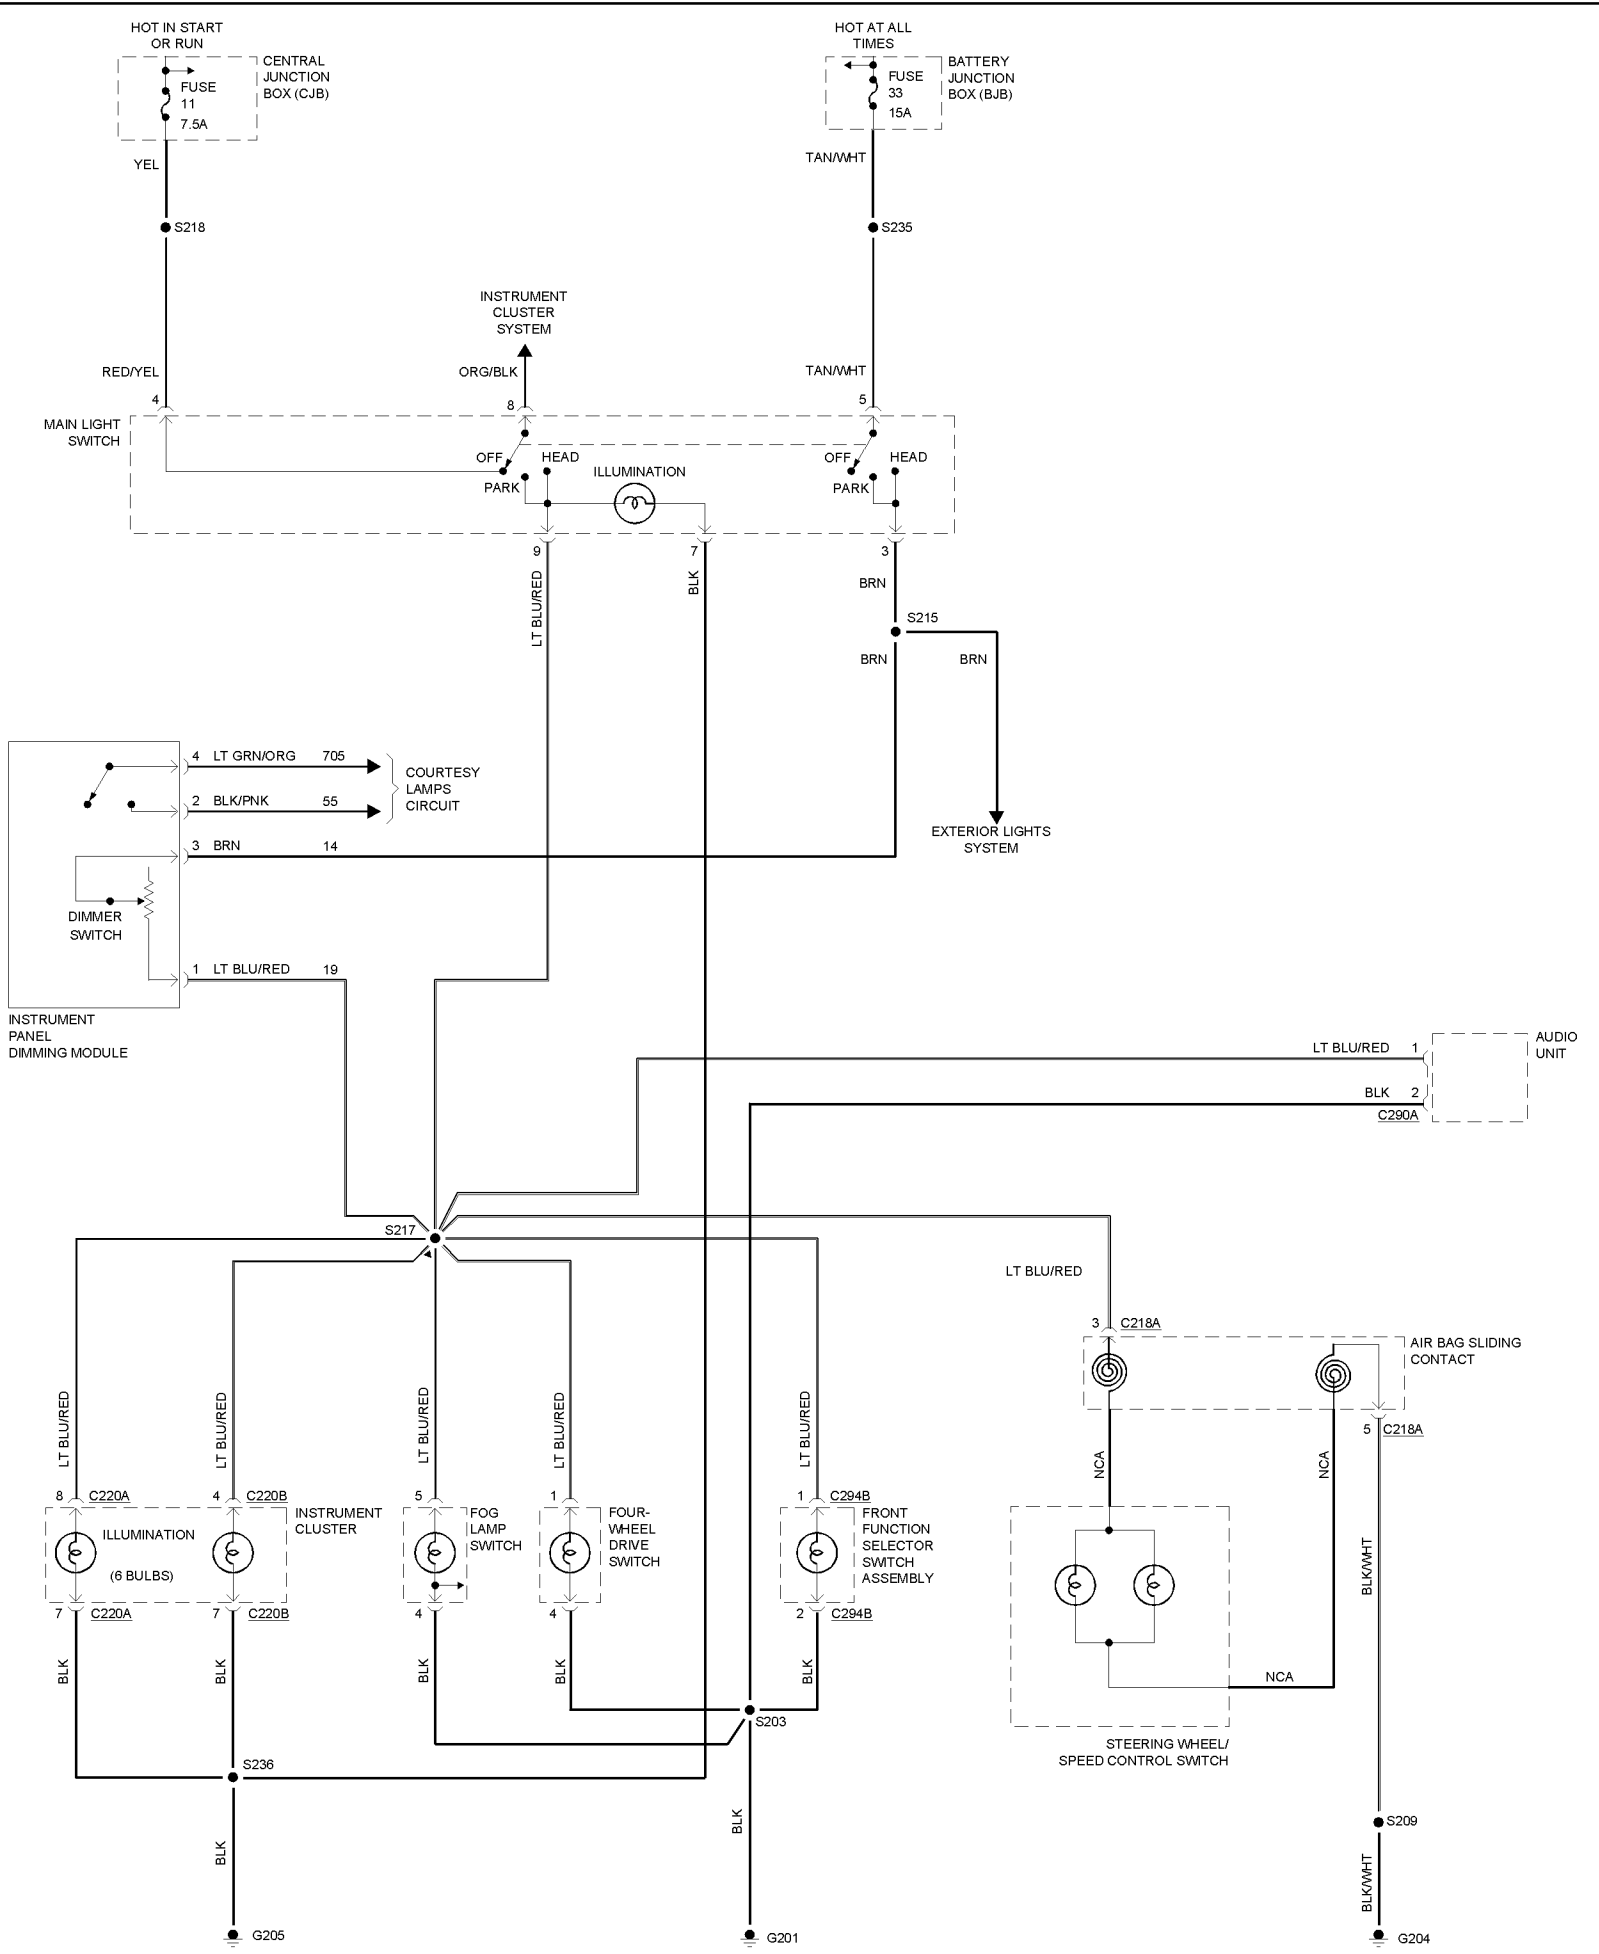 HOT IN START
OR RUN
CENTRAL
JUNCTION
BOX (CJB)
FUSE
11
7.5A
YEL
S218
RED/YEL
4
HOT AT ALL
TIMES
BATTERY
JUNCTION
BOX (BJB)
FUSE
33
15A
TAN/WHT
S235
TAN/WHT
5
INSTRUMENT
CLUSTER
SYSTEM
ORG/BLK
8
MAIN LIGHT
SWITCH
OFF
HEAD
PARK
ILLUMINATION
OFF
HEAD
PARK
9
7
3
LT BLU/RED
BLK
BRN
S215
BRN
BRN
EXTERIOR LIGHTS
SYSTEM
4 LT GRN/ORG 705
2 BLK/PNK 55
COURTESY
LAMPS
CIRCUIT
3 BRN 14
DIMMER
SWITCH
1 LT BLU/RED 19
INSTRUMENT
PANEL
DIMMING MODULE
LT BLU/RED 1
BLK 2
C290A
AUDIO
UNIT
S217
LT BLU/RED
3 C218A
AIR BAG SLIDING
CONTACT
5 C218A
NCA
NCA
LT BLU/RED
LT BLU/RED
LT BLU/RED
LT BLU/RED
LT BLU/RED
8 C220A
4 C220B
5
1
1 C294B
ILLUMINATION
(6 BULBS)
INSTRUMENT
CLUSTER
FOG
LAMP
SWITCH
FOUR-
WHEEL
DRIVE
SWITCH
FRONT
FUNCTION
SELECTOR
SWITCH
ASSEMBLY
7 C220A
7 C220B
4
4
2 C294B
BLK
BLK
BLK
BLK
BLK
BLK/WHT
NCA
STEERING WHEEL/
SPEED CONTROL SWITCH
S203
S236
S209
BLK
BLK
BLK/WHT
G205
G201
G204